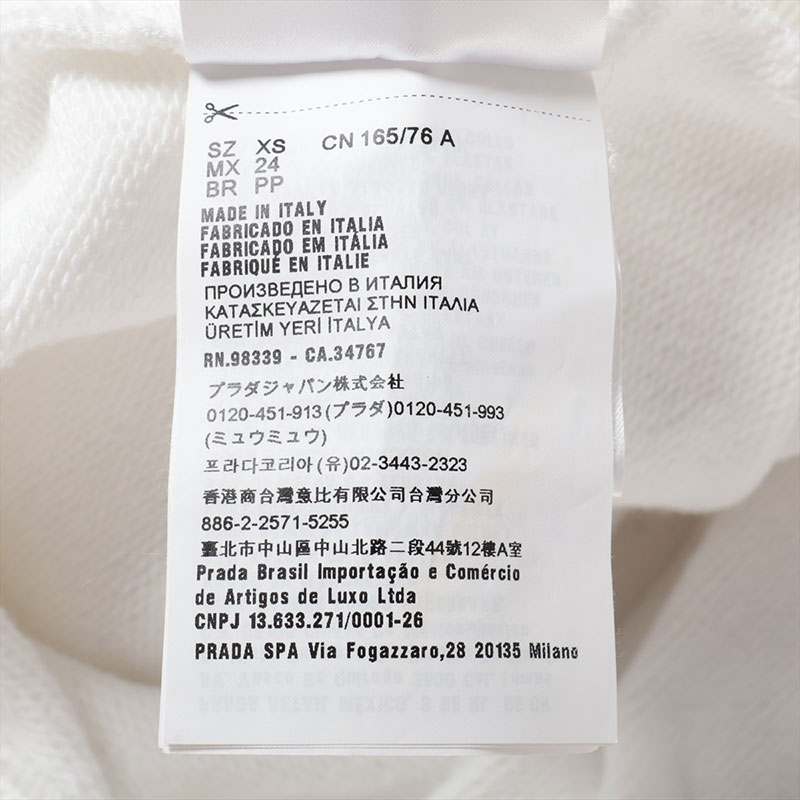 SZ XS CN 165/76 A
MX 24
BR PP
MADE IN ITALY
FABRICADO EN ITALIA
FABRICADO EM ITÁLIA
FABRIQUÉ EN ITALIE
ПРОИЗВЕДЕНО В ИТАЛИЯ
ΚΑΤΑΣΚΕΥΑΖΕΤΑΙ ΣΤΗΝ ΙΤΑΛΙΑ
ÜRETİM YERİ İTALYA
RN.98339 - CA.34767
プラダジャパン株式会社
0120-451-913(プラダ)0120-451-993
(ミュウミュウ)
프라다코리아(유)02-3443-2323
香港商台灣意比有限公司台灣分公司
886-2-2571-5255
臺北市中山區中山北路二段44號12樓A室
Prada Brasil Importação e Comércio
de Artigos de Luxo Ltda
CNPJ 13.633.271/0001-26
PRADA SPA Via Fogazzaro,28 20135 Milano